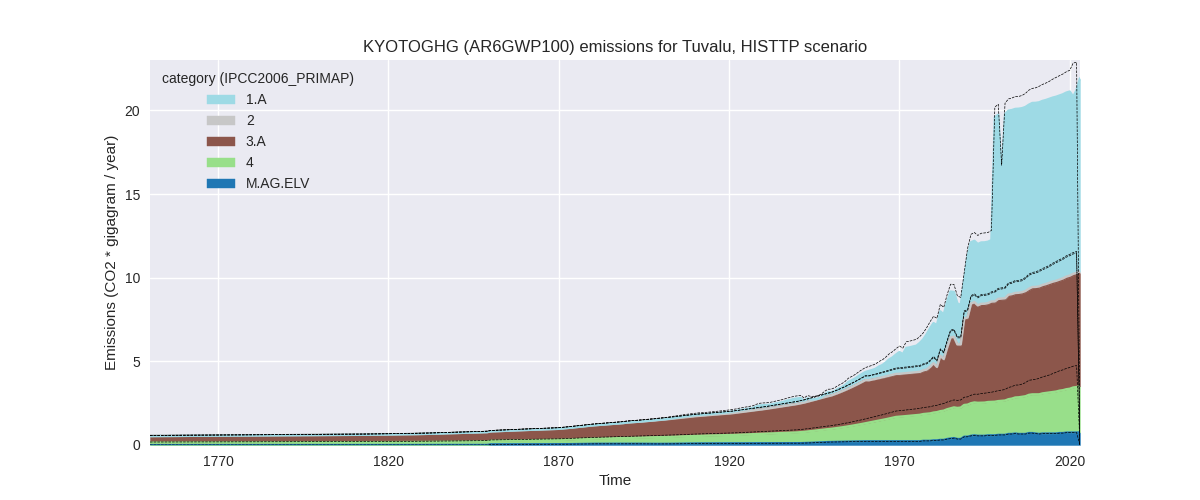 KYOTOGHG (AR6GWP100) emissions for Tuvalu, HISTTP scenario
category (IPCC2006_PRIMAP)
1.A
2
3.A
4
M.AG.ELV
Emissions (CO2 * gigagram / year)
20
15
10
5
0
1770
1820
1870
1920
1970
2020
Time